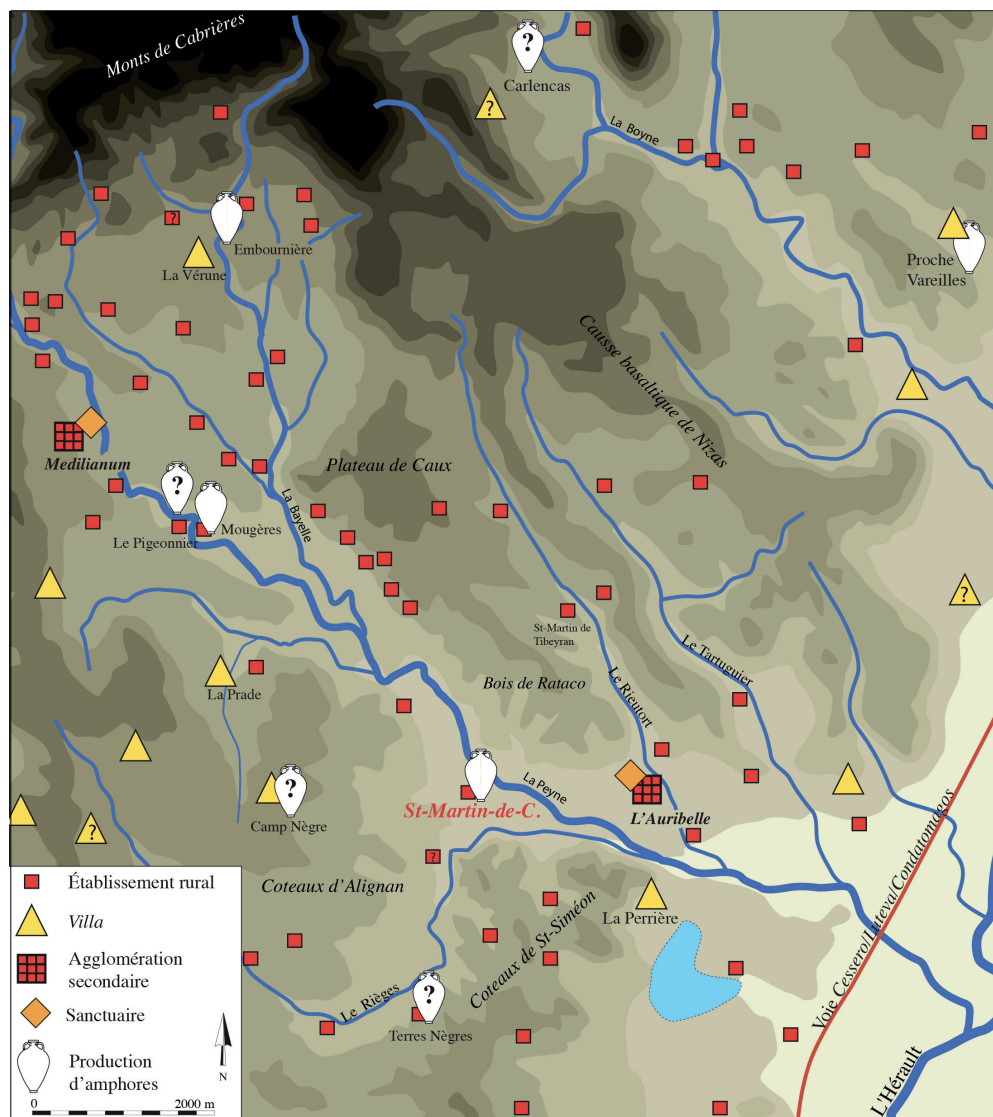 Monts de Cabrières
?
Carlencas
?
La Boyne
?
Embournière
La Vérune
Proche
Vareilles
Causse basaltique de Nizas
Medilianum
Plateau de Caux
?
La Bayelle
Mougères
Le Pigeonnier
?
St-Martin de
Tibeyran
Le Tartuguier
Le Rieutort
Bois de Rataco
La Prade
?
Camp Nègre
La Peyne
St-Martin-de-C.
L'Auribelle
?
?
Coteaux d'Alignan
La Perrière
Coteaux de St-Siméon
Voie Cessero/Luteva/Condatomagos
?
Le Rièges
Terres Nègres
L'Hérault
Établissement rural
Villa
Agglomération
secondaire
Sanctuaire
Production
d'amphores
N
0 2000 m